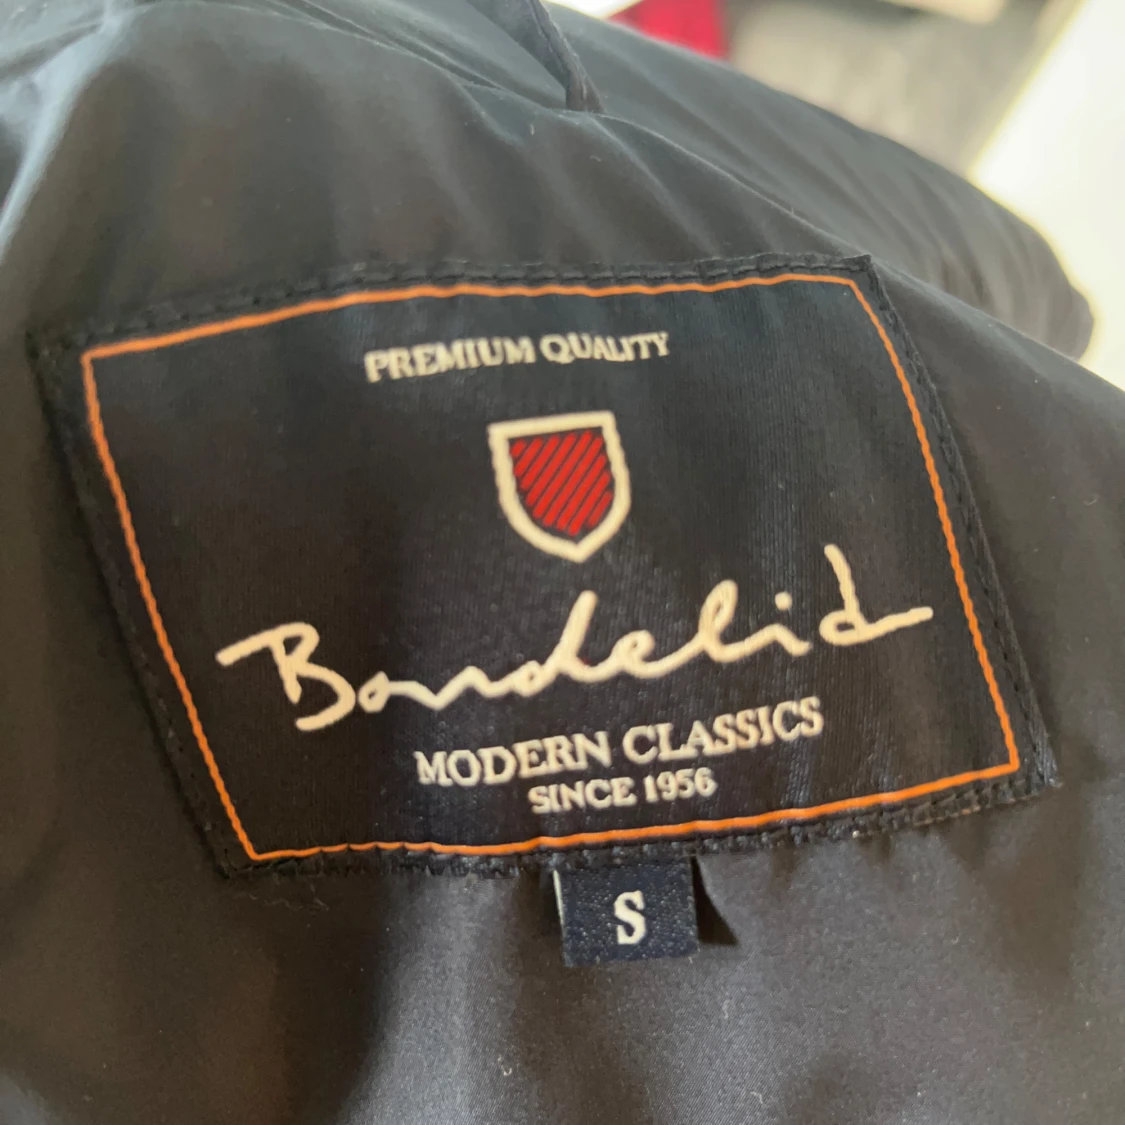 PREMIUM QUALITY
Bondelid
MODERN CLASSICS
SINCE 1956
S